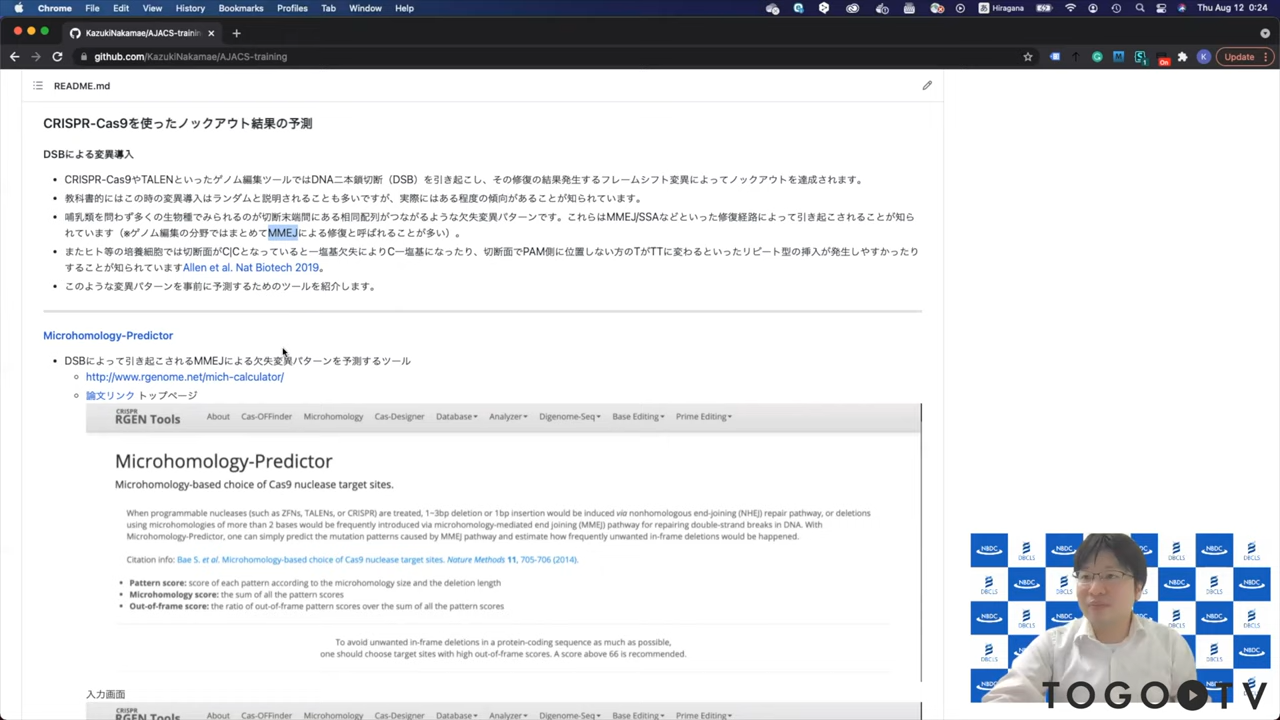 Chrome File Edit View History Bookmarks Profiles Tab Window Help
Hiragana Thu Aug 12 0:24
KazukiNakamae/AJACS-trainin
github.com/KazukiNakamae/AJACS-training
On
K
Update
README.md
CRISPR-Cas9を使ったノックアウト結果の予測
DSBによる変異導入
CRISPR-Cas9やTALENといったゲノム編集ツールではDNA二本鎖切断（DSB）を引き起こし、その修復の結果発生するフレームシフト変異によってノックアウトを達成されます。
教科書的にはこの時の変異導入はランダムと説明されることも多いですが、実際にはある程度の傾向があることが知られています。
哺乳類を問わず多くの生物種でみられるのが切断末端間にある相同配列がつながるような欠失変異パターンです。これらはMMEJ/SSAなどといった修復経路によって引き起こされることが知ら
れています（※ゲノム編集の分野ではまとめてMMEJによる修復と呼ばれることが多い）。
またヒト等の培養細胞では切断面がC|Cとなっていると一塩基欠失によりC一塩基になったり、切断面でPAM側に位置しない方のTがTTに変わるといったリピート型の挿入が発生しやすかったり
することが知られていますAllen et al. Nat Biotech 2019。
このような変異パターンを事前に予測するためのツールを紹介します。
Microhomology-Predictor
DSBによって引き起こされるMMEJによる欠失変異パターンを予測するツール
http://www.rgenome.net/mich-calculator/
論文リンク トップページ
CRISPR
RGEN Tools About Cas-OFFinder Microhomology Cas-Designer Database Analyzer Digenome-Seq Base Editing Prime Editing
Microhomology-Predictor
Microhomology-based choice of Cas9 nuclease target sites.
When programmable nucleases (such as ZFNs, TALENs, or CRISPR) are treated, 1~3bp deletion or 1bp insertion would be induced via nonhomologous end-joining (NHEJ) repair pathway, or deletions
using microhomologies of more than 2 bases would be frequently introduced via microhomology-mediated end joining (MMEJ) pathway for repairing double-strand breaks in DNA. With
Microhomology-Predictor, one can simply predict the mutation patterns caused by MMEJ pathway and estimate how frequently unwanted in-frame deletions would be happened.
Citation info: Bae S. et al. Microhomology-based choice of Cas9 nuclease target sites. Nature Methods 11, 705-706 (2014).
Pattern score: score of each pattern according to the microhomology size and the deletion length
Microhomology score: the sum of all the pattern scores
Out-of-frame score: the ratio of out-of-frame pattern scores over the sum of all the pattern scores
To avoid unwanted in-frame deletions in a protein-coding sequence as much as possible,
one should choose target sites with high out-of-frame scores. A score above 66 is recommended.
入力画面
CRISPR
RGEN Tools About Cas-OFFinder Microhomology Cas-Designer Database Analyzer Digenome-Seq Base Editing Prime Editing
NBDC DBCLS
TOGO TV